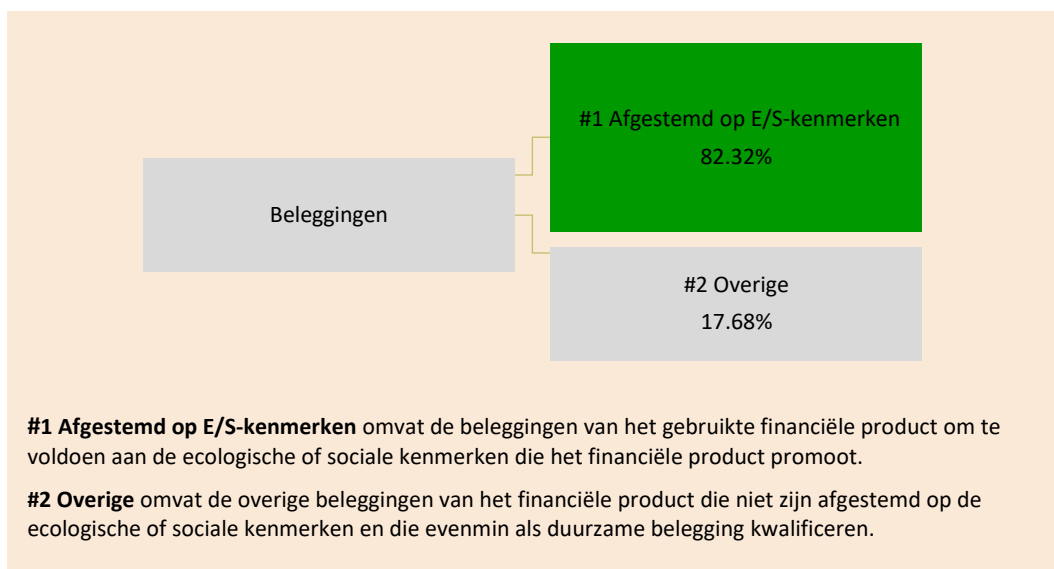 #1 Afgestemd op E/S-kenmerken
82.32%
Beleggingen
#2 Overige
17.68%
#1 Afgestemd op E/S-kenmerken omvat de beleggingen van het gebruikte financiële product om te
voldoen aan de ecologische of sociale kenmerken die het financiële product promoot.
#2 Overige omvat de overige beleggingen van het financiële product die niet zijn afgestemd op de
ecologische of sociale kenmerken en die evenmin als duurzame belegging kwalificeren.